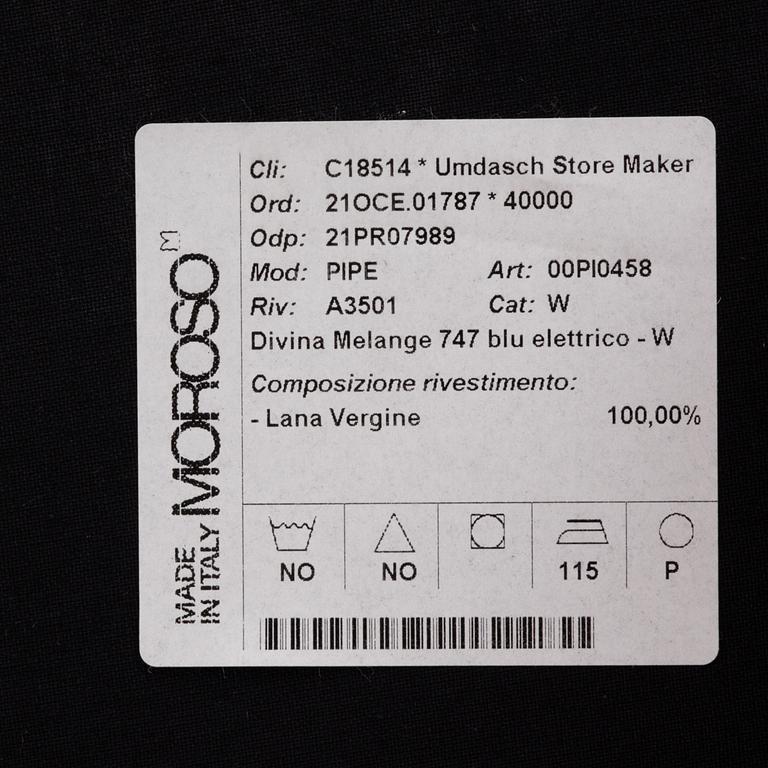 Cli: C18514 * Umdasch Store Maker
Ord: 21OCE.01787 * 40000
Odp: 21PR07989
Mod: PIPE Art: 00PI0458
Riv: A3501 Cat: W
Divina Melange 747 blu elettrico - W
Composizione rivestimento:
- Lana Vergine 100,00%
NO NO 115 P
MOROSO M
MADE
IN ITALY